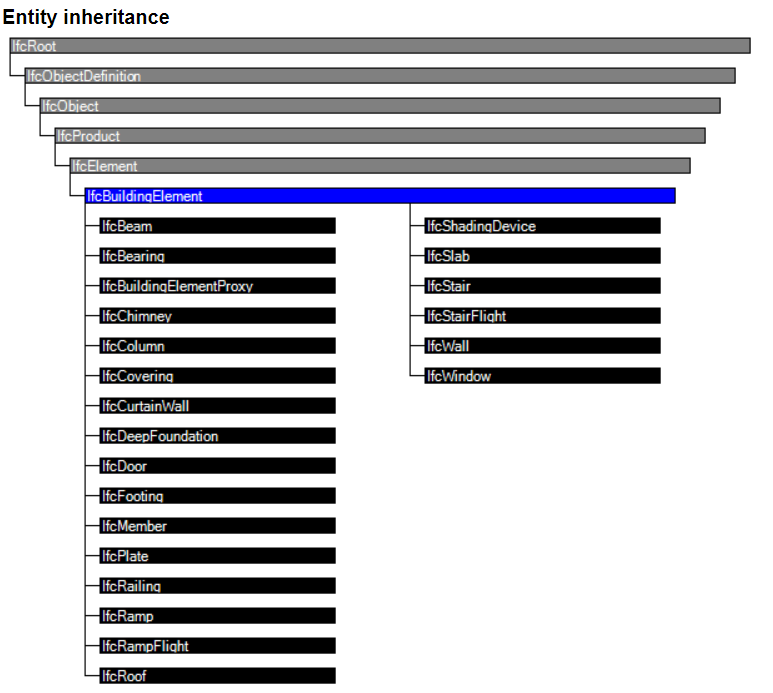 Entity inheritance
IfcRoot
IfcObjectDefinition
IfcObject
IfcProduct
IfcElement
IfcBuildingElement
IfcBeam
IfcBearing
IfcBuildingElementProxy
IfcChimney
IfcColumn
IfcCovering
IfcCurtainWall
IfcDeepFoundation
IfcDoor
IfcFooting
IfcMember
IfcPlate
IfcRailing
IfcRamp
IfcRampFlight
IfcRoof
IfcShadingDevice
IfcSlab
IfcStair
IfcStairFlight
IfcWall
IfcWindow